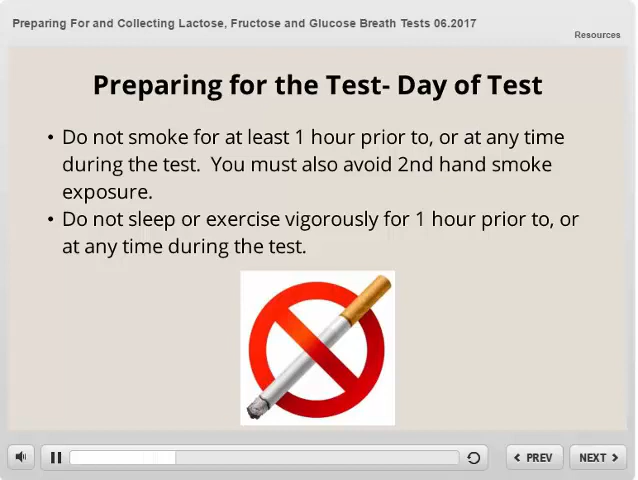 Preparing For and Collecting Lactose, Fructose and Glucose Breath Tests 06.2017
Resources
Preparing for the Test- Day of Test
• Do not smoke for at least 1 hour prior to, or at any time
during the test.  You must also avoid 2nd hand smoke
exposure.
• Do not sleep or exercise vigorously for 1 hour prior to, or
at any time during the test.
PREV
NEXT